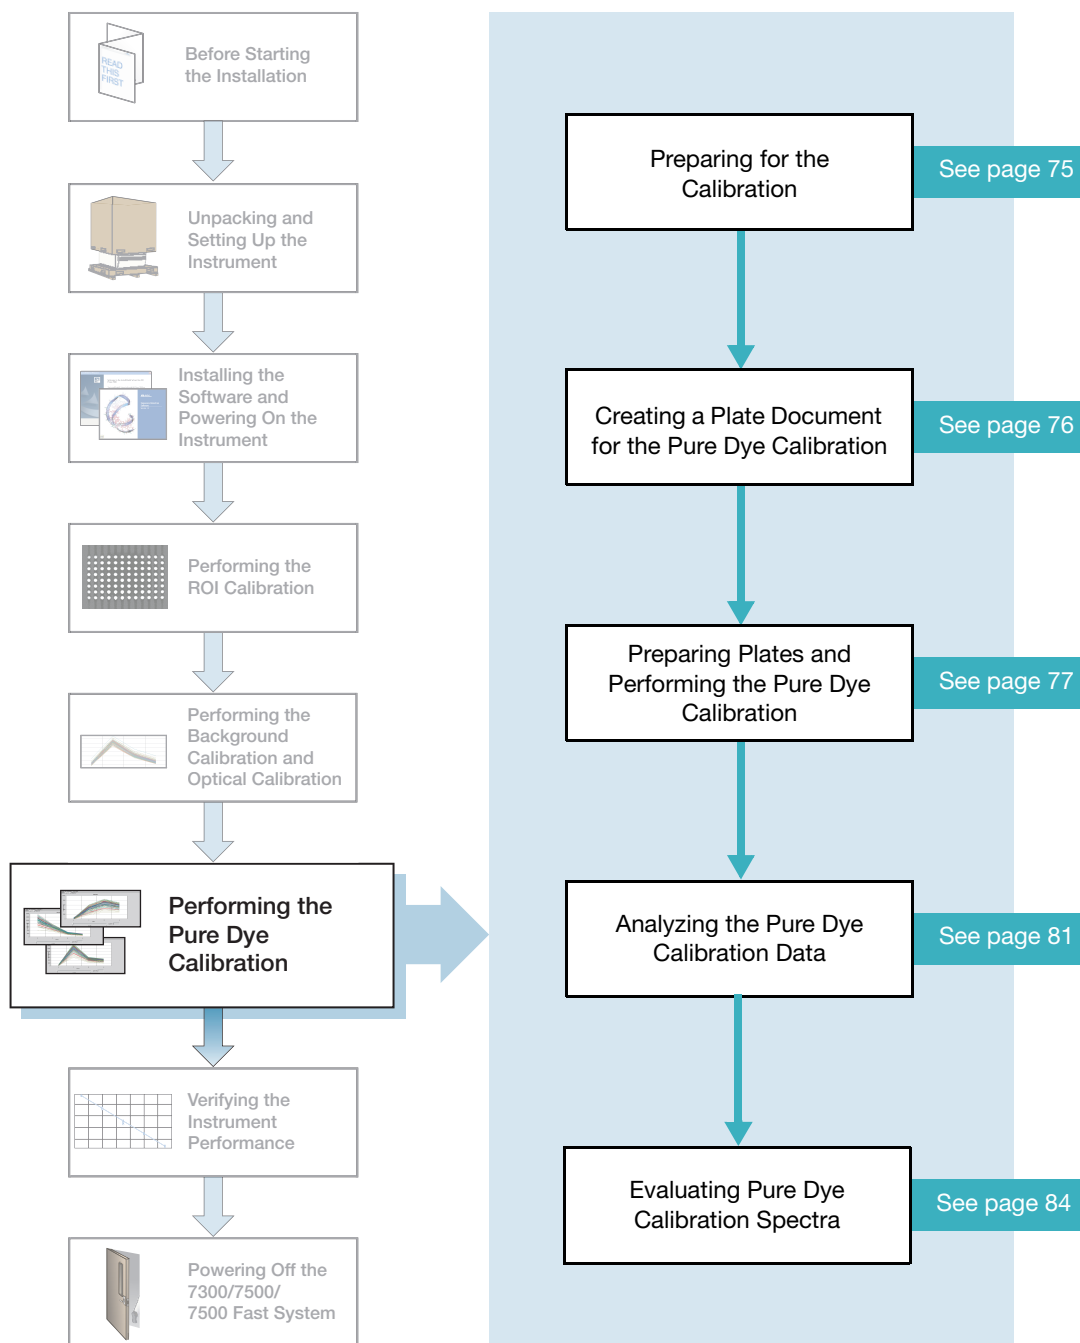 Before Starting
the Installation
READ
THIS
FIRST
Unpacking and
Setting Up the
Instrument
Installing the
Software and
Powering On the
Instrument
Performing the
ROI Calibration
Performing the
Background
Calibration and
Optical Calibration
Performing the
Pure Dye
Calibration
Verifying the
Instrument
Performance
Powering Off the
7300/7500/
7500 Fast System
Preparing for the
Calibration
See page 75
Creating a Plate Document
for the Pure Dye Calibration
See page 76
Preparing Plates and
Performing the Pure Dye
Calibration
See page 77
Analyzing the Pure Dye
Calibration Data
See page 81
Evaluating Pure Dye
Calibration Spectra
See page 84